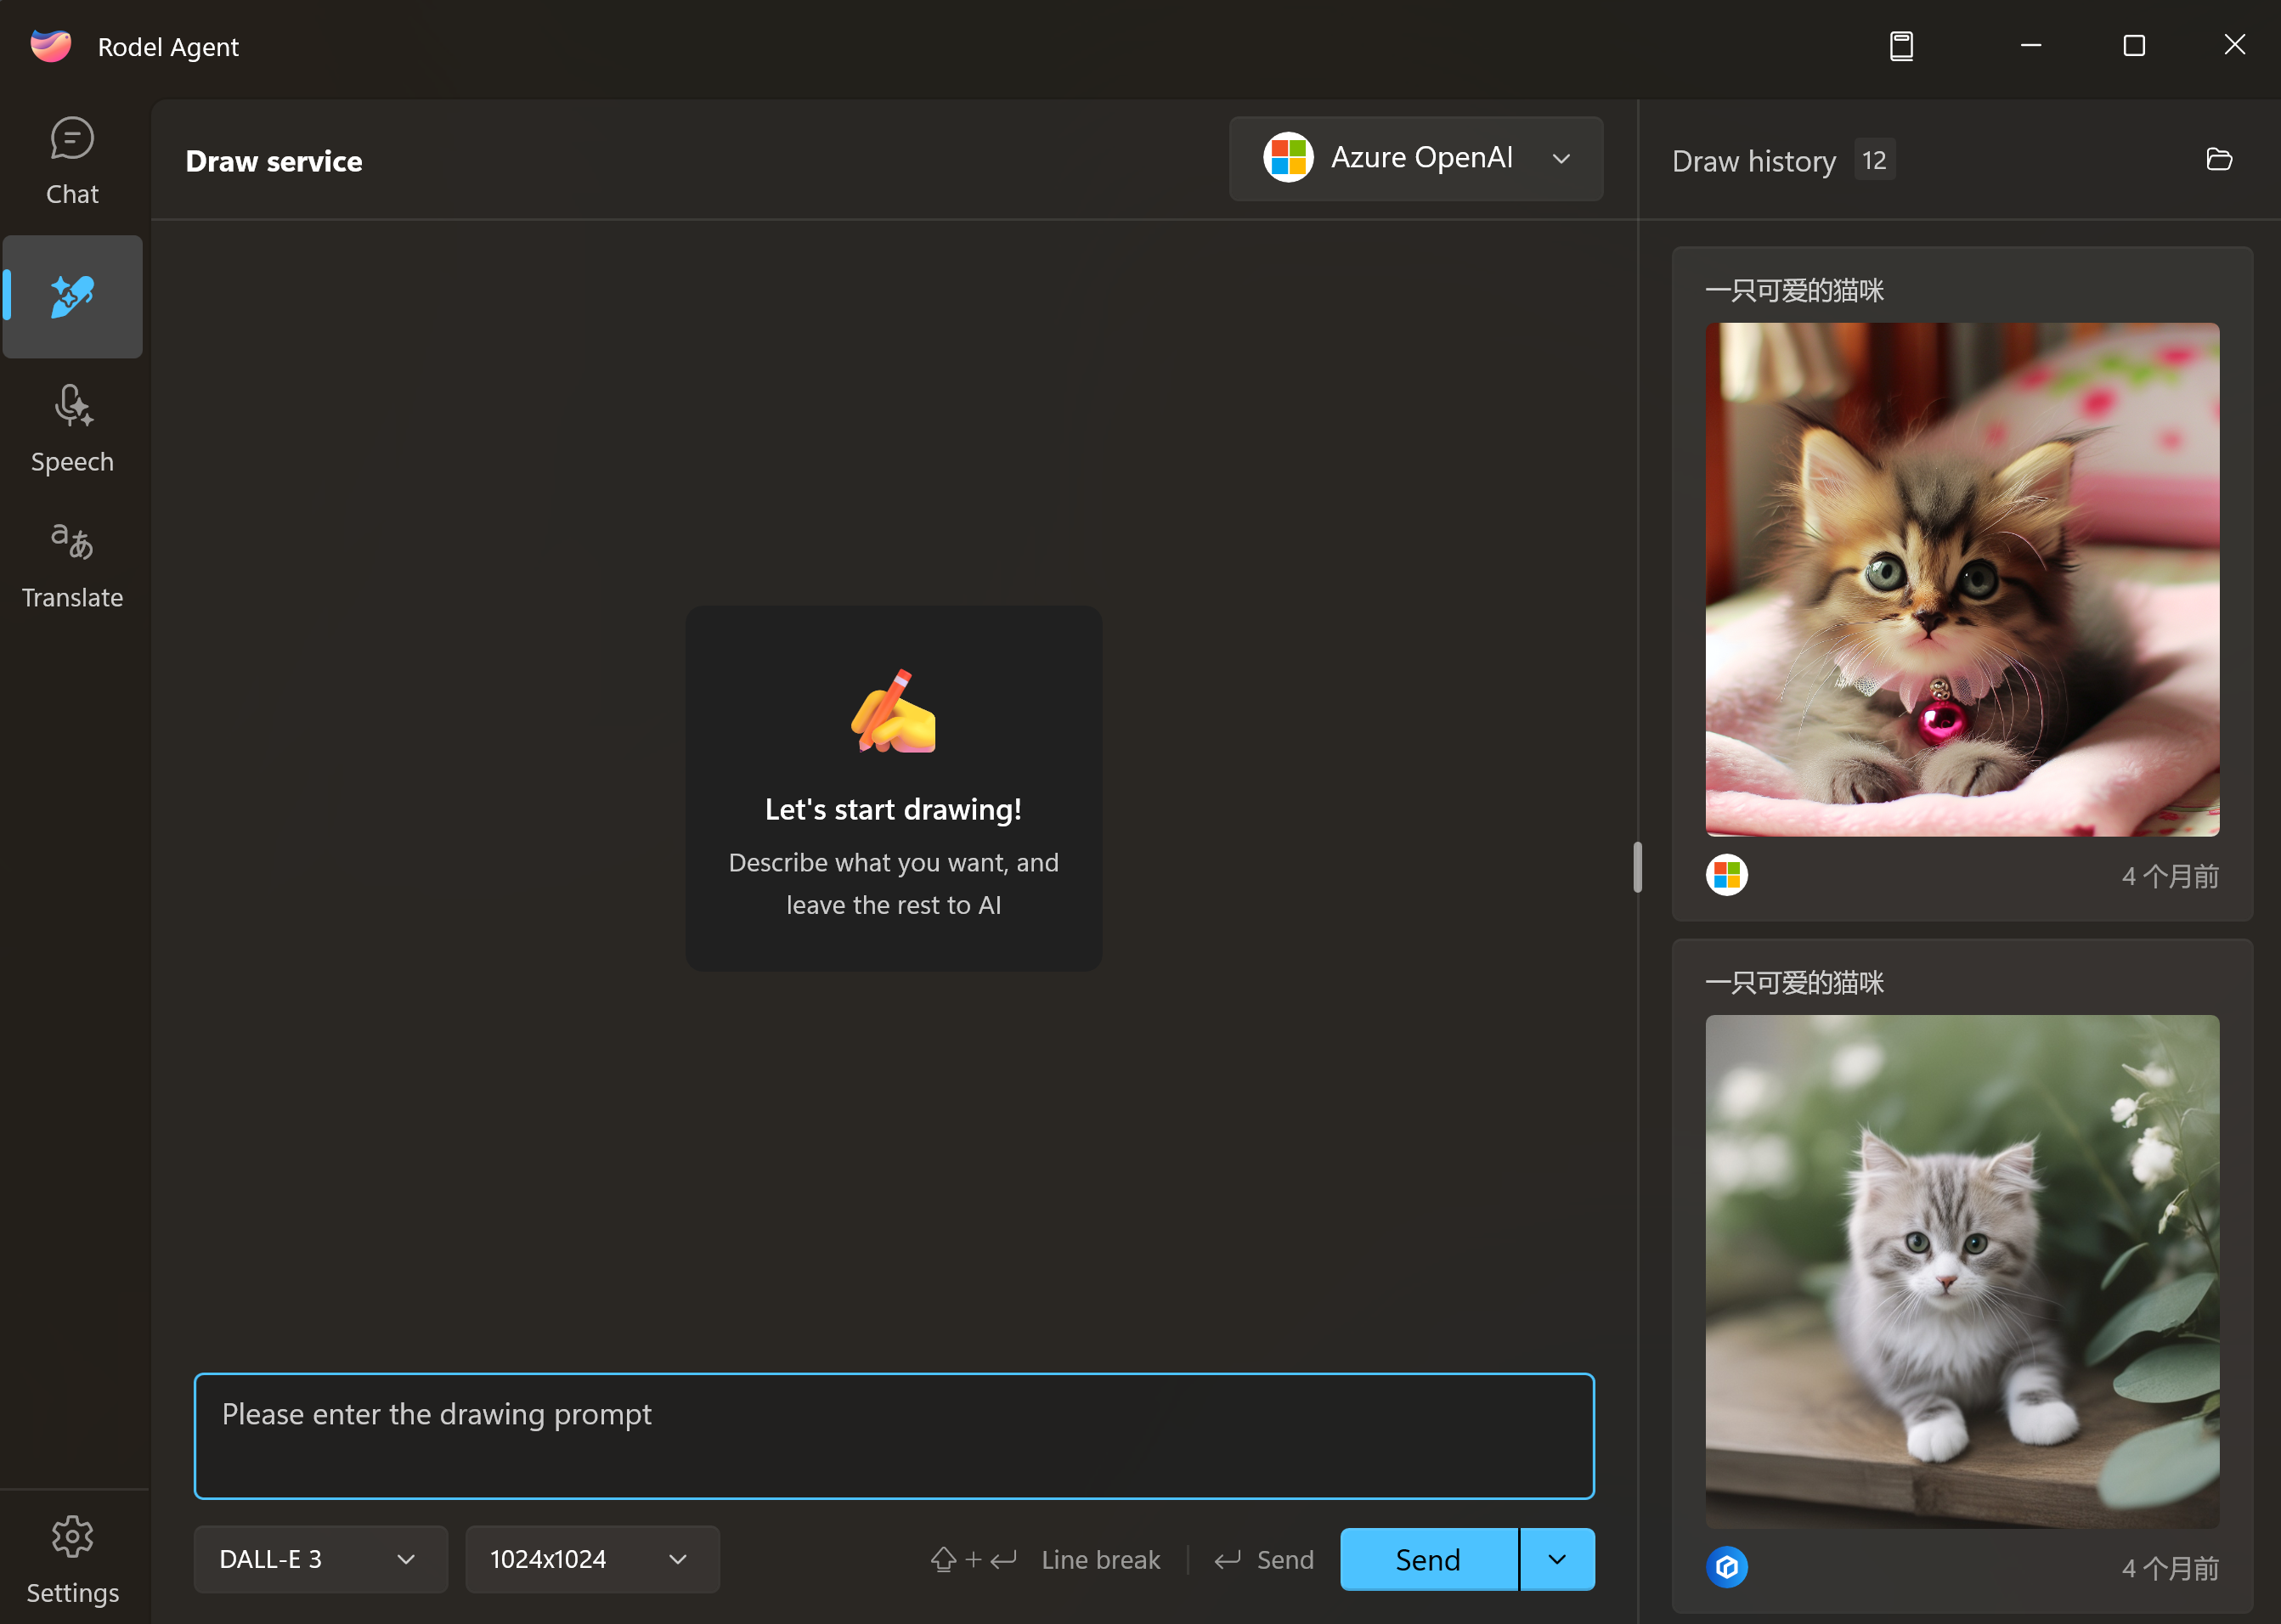 Rodel Agent
Chat
Speech
Translate
Settings
Draw service
Azure OpenAI
Let's start drawing!
Describe what you want, and
leave the rest to AI
Please enter the drawing prompt
DALL-E 3
1024x1024
Line break
Send
Send
Draw history 12
一只可爱的猫咪
4 个月前
一只可爱的猫咪
4 个月前